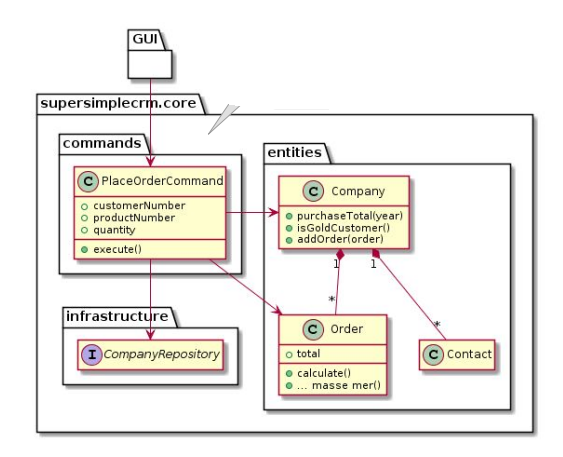 GUI
supersimplecrm.core
commands
C PlaceOrderCommand
customerNumber
productNumber
quantity
execute()
infrastructure
I CompanyRepository
entities
C Company
purchaseTotal(year)
isGoldCustomer()
addOrder(order)
1
1
*
*
C Order
total
calculate()
... masse mer()
C Contact